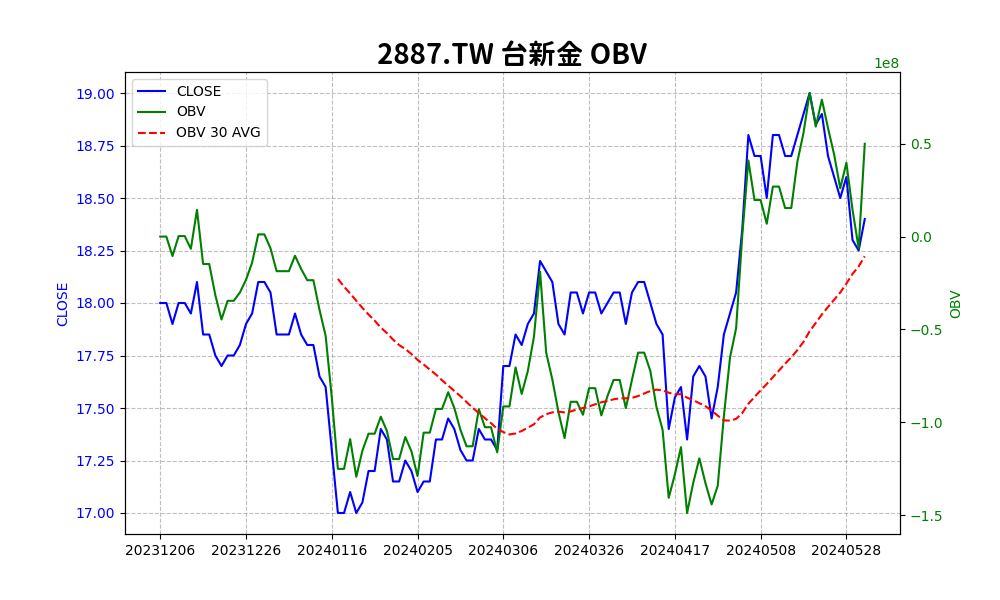 2887.TW 台新金 OBV
1e8
CLOSE
OBV
OBV 30 AVG
19.00
18.75
18.50
18.25
18.00
17.75
17.50
17.25
17.00
CLOSE
0.5
0.0
−0.5
−1.0
−1.5
OBV
20231206 20231226 20240116 20240205 20240306 20240326 20240417 20240508 20240528